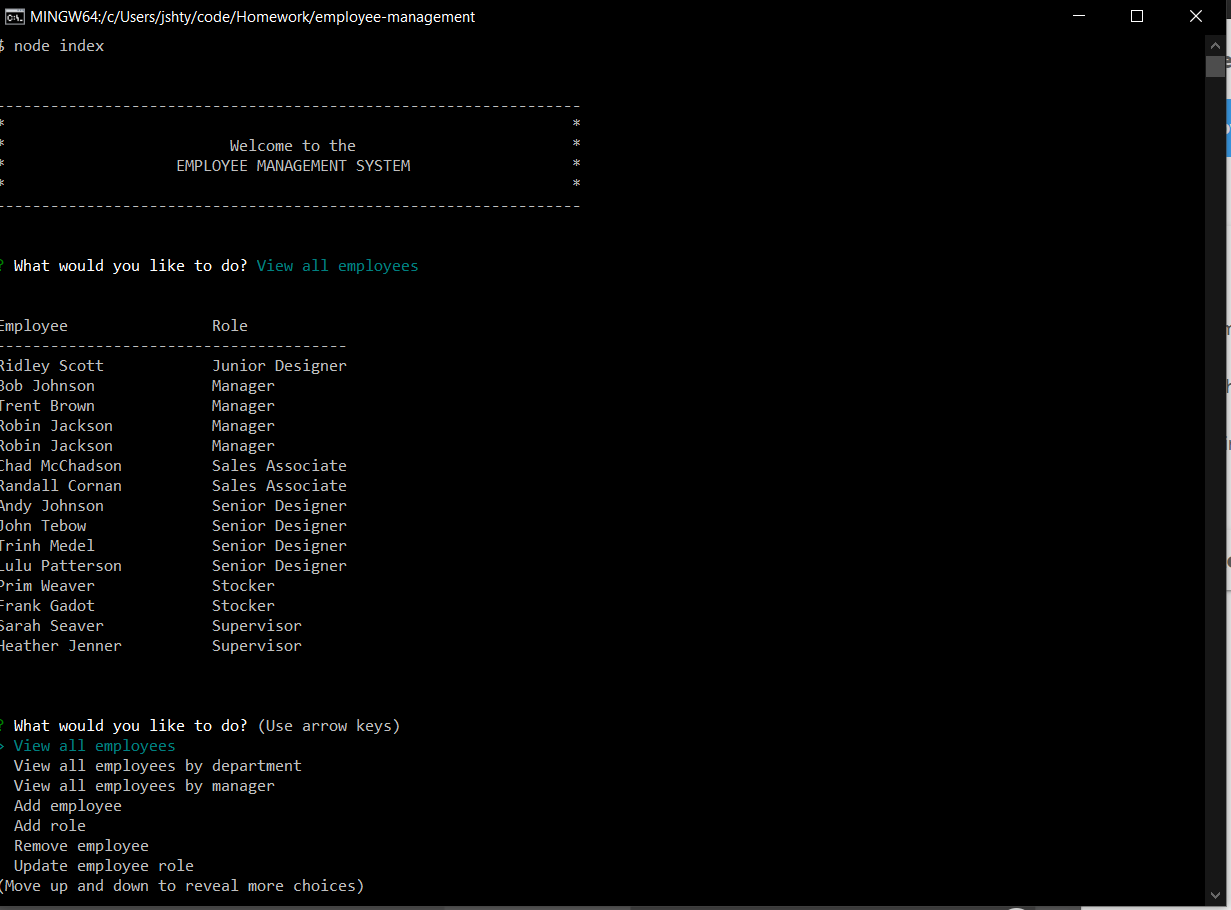 MINGW64:/c/Users/jshty/code/Homework/employee-management
$ node index
-----------------------------------------------------------------
* *
* Welcome to the *
* EMPLOYEE MANAGEMENT SYSTEM *
* *
-----------------------------------------------------------------
? What would you like to do? View all employees
Employee Role
---------------------------------------
Ridley Scott Junior Designer
Bob Johnson Manager
Trent Brown Manager
Robin Jackson Manager
Robin Jackson Manager
Chad McChadson Sales Associate
Randall Cornan Sales Associate
Andy Johnson Senior Designer
John Tebow Senior Designer
Trinh Medel Senior Designer
Lulu Patterson Senior Designer
Prim Weaver Stocker
Frank Gadot Stocker
Sarah Seaver Supervisor
Heather Jenner Supervisor
? What would you like to do? (Use arrow keys)
> View all employees
View all employees by department
View all employees by manager
Add employee
Add role
Remove employee
Update employee role
(Move up and down to reveal more choices)